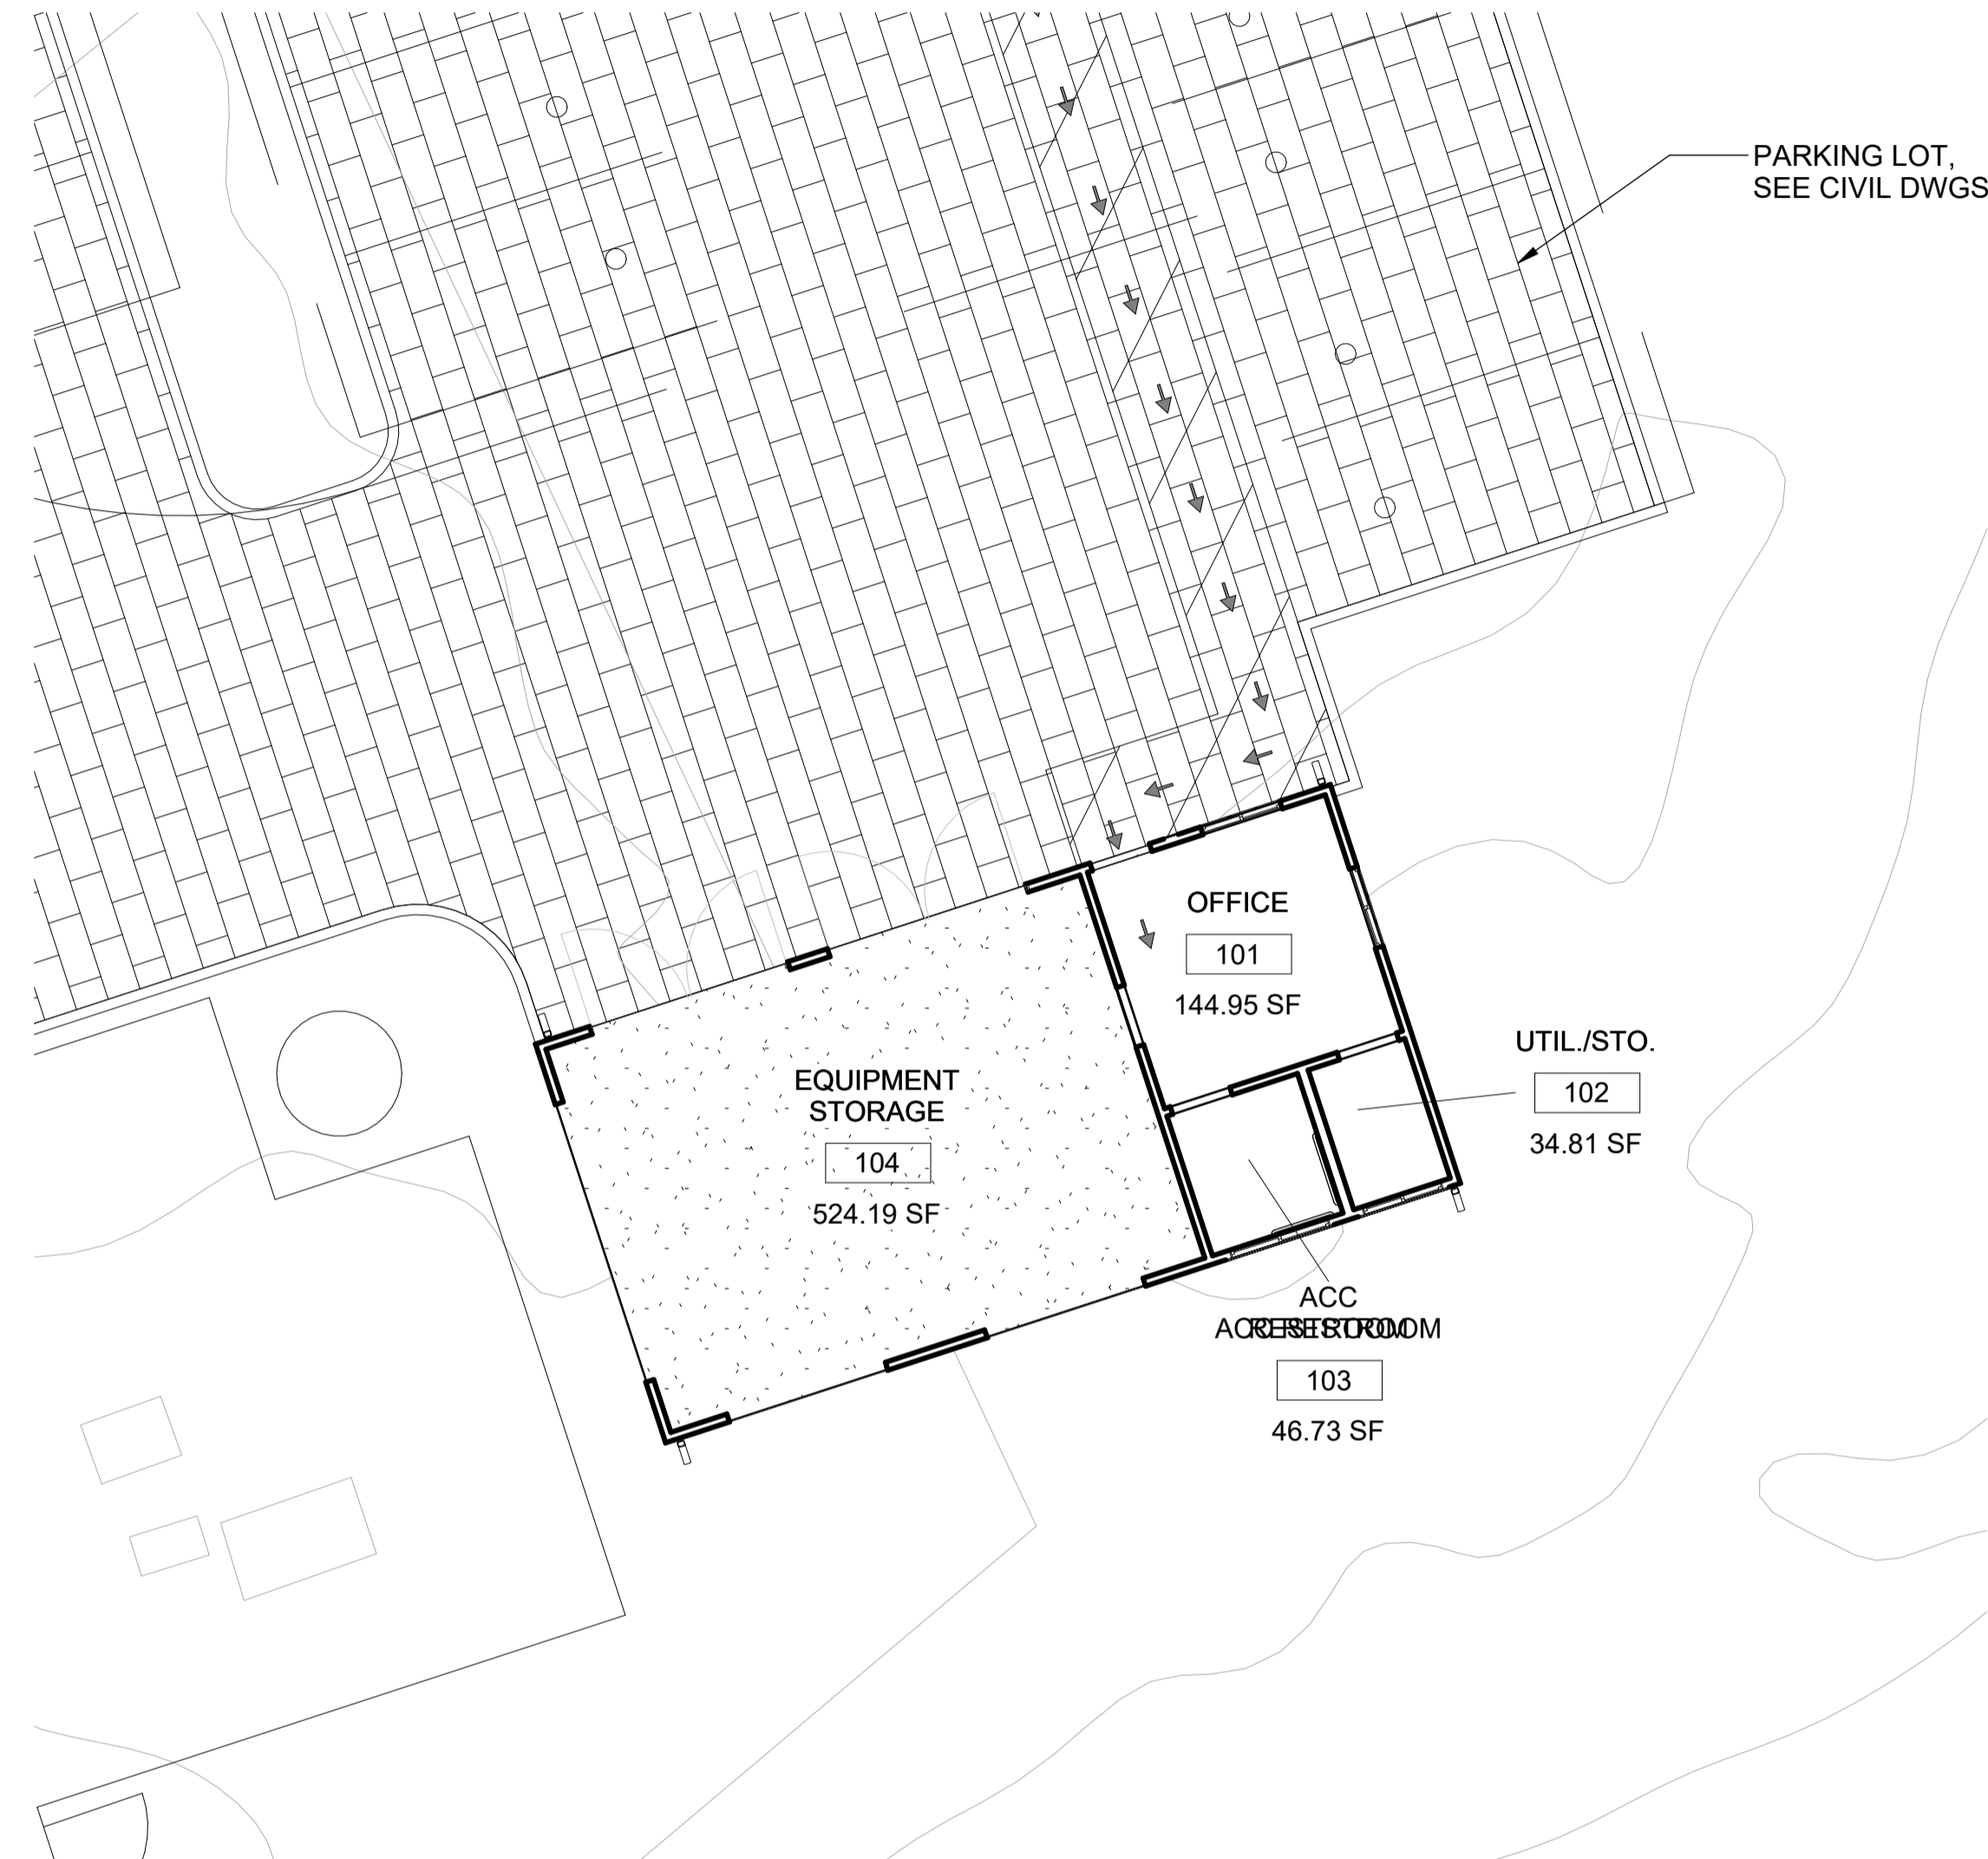 PARKING LOT,
SEE CIVIL DWGS
OFFICE
101
144.95 SF
UTIL./STO.
102
34.81 SF
EQUIPMENT
STORAGE
104
524.19 SF
ACC
RESTROOM
103
46.73 SF